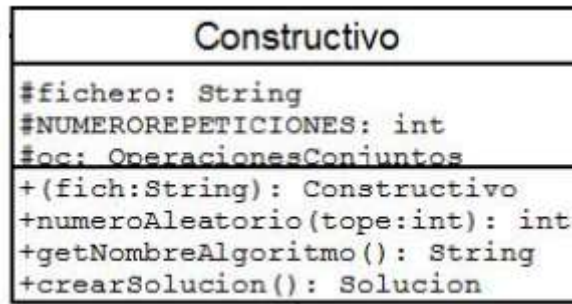 Constructivo
#fichero: String
#NUMEROREPETICIONES: int
#oc: OperacionesConjuntos
+(fich:String): Constructivo
+numeroAleatorio(tope:int): int
+getNombreAlgoritmo(): String
+crearSolucion(): Solucion